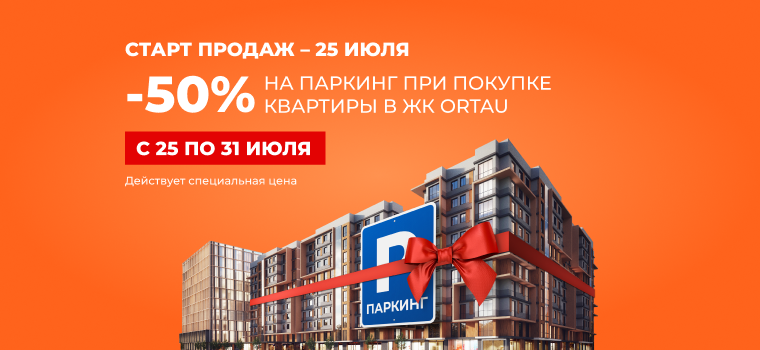 СТАРТ ПРОДАЖ – 25 ИЮЛЯ
-50% НА ПАРКИНГ ПРИ ПОКУПКЕ
КВАРТИРЫ В ЖК ORTAU
С 25 ПО 31 ИЮЛЯ
Действует специальная цена
P
ПАРКИНГ